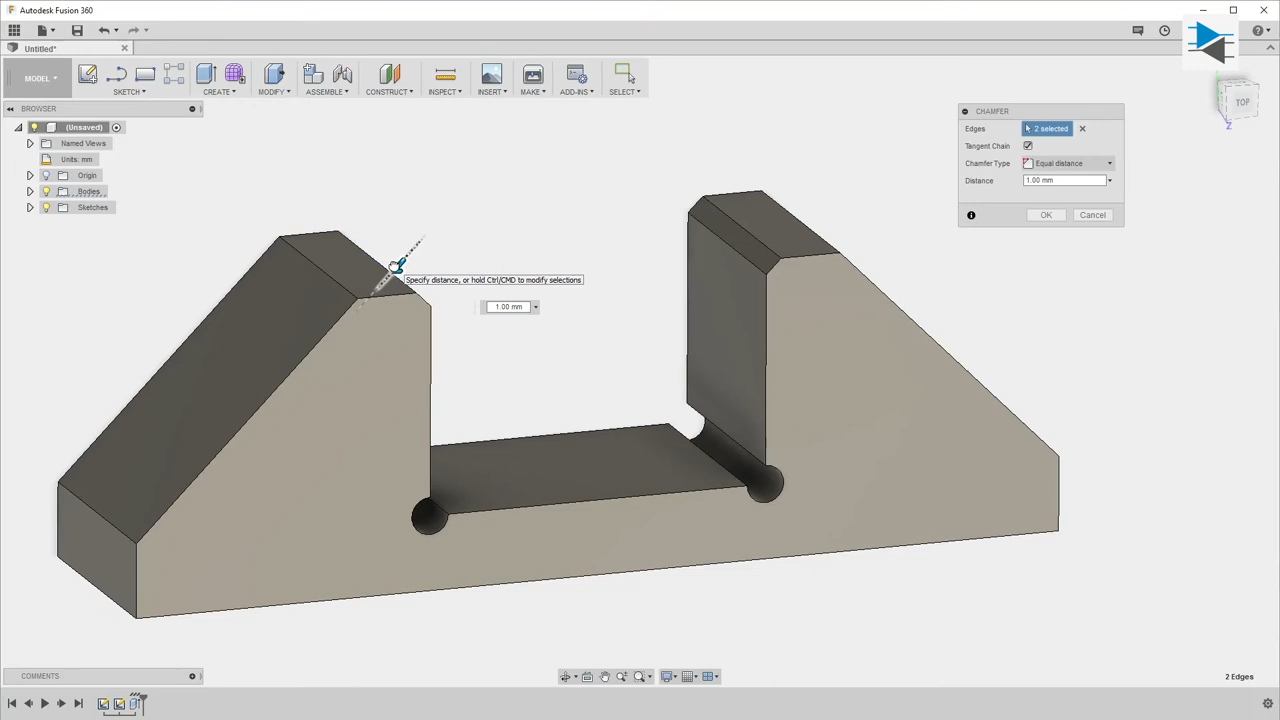 Autodesk Fusion 360
Untitled*
MODEL
SKETCH
CREATE
MODIFY
ASSEMBLE
CONSTRUCT
INSPECT
INSERT
MAKE
ADD-INS
SELECT
BROWSER
(Unsaved)
Named Views
Units: mm
Origin
Bodies
Sketches
TOP
Z
CHAMFER
Edges 2 selected
Tangent Chain
Chamfer Type Equal distance
Distance 1.00 mm
OK Cancel
Specify distance, or hold Ctrl/CMD to modify selections
1.00 mm
COMMENTS
2 Edges